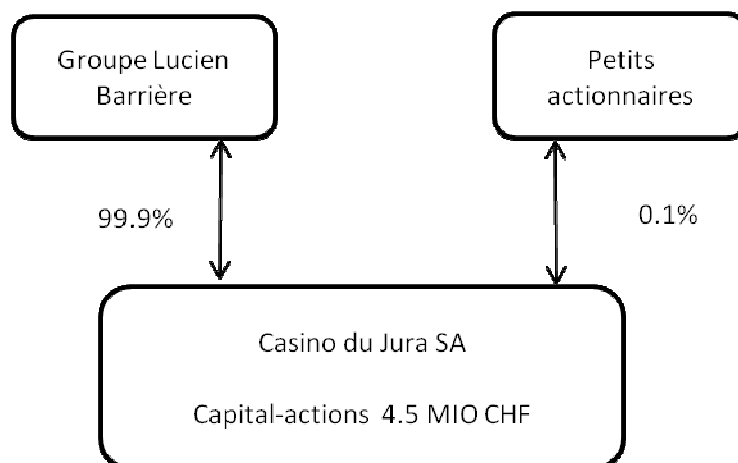 Groupe Lucien
Barrière
Petits
actionnaires
99.9%
0.1%
Casino du Jura SA
Capital-actions 4.5 MIO CHF